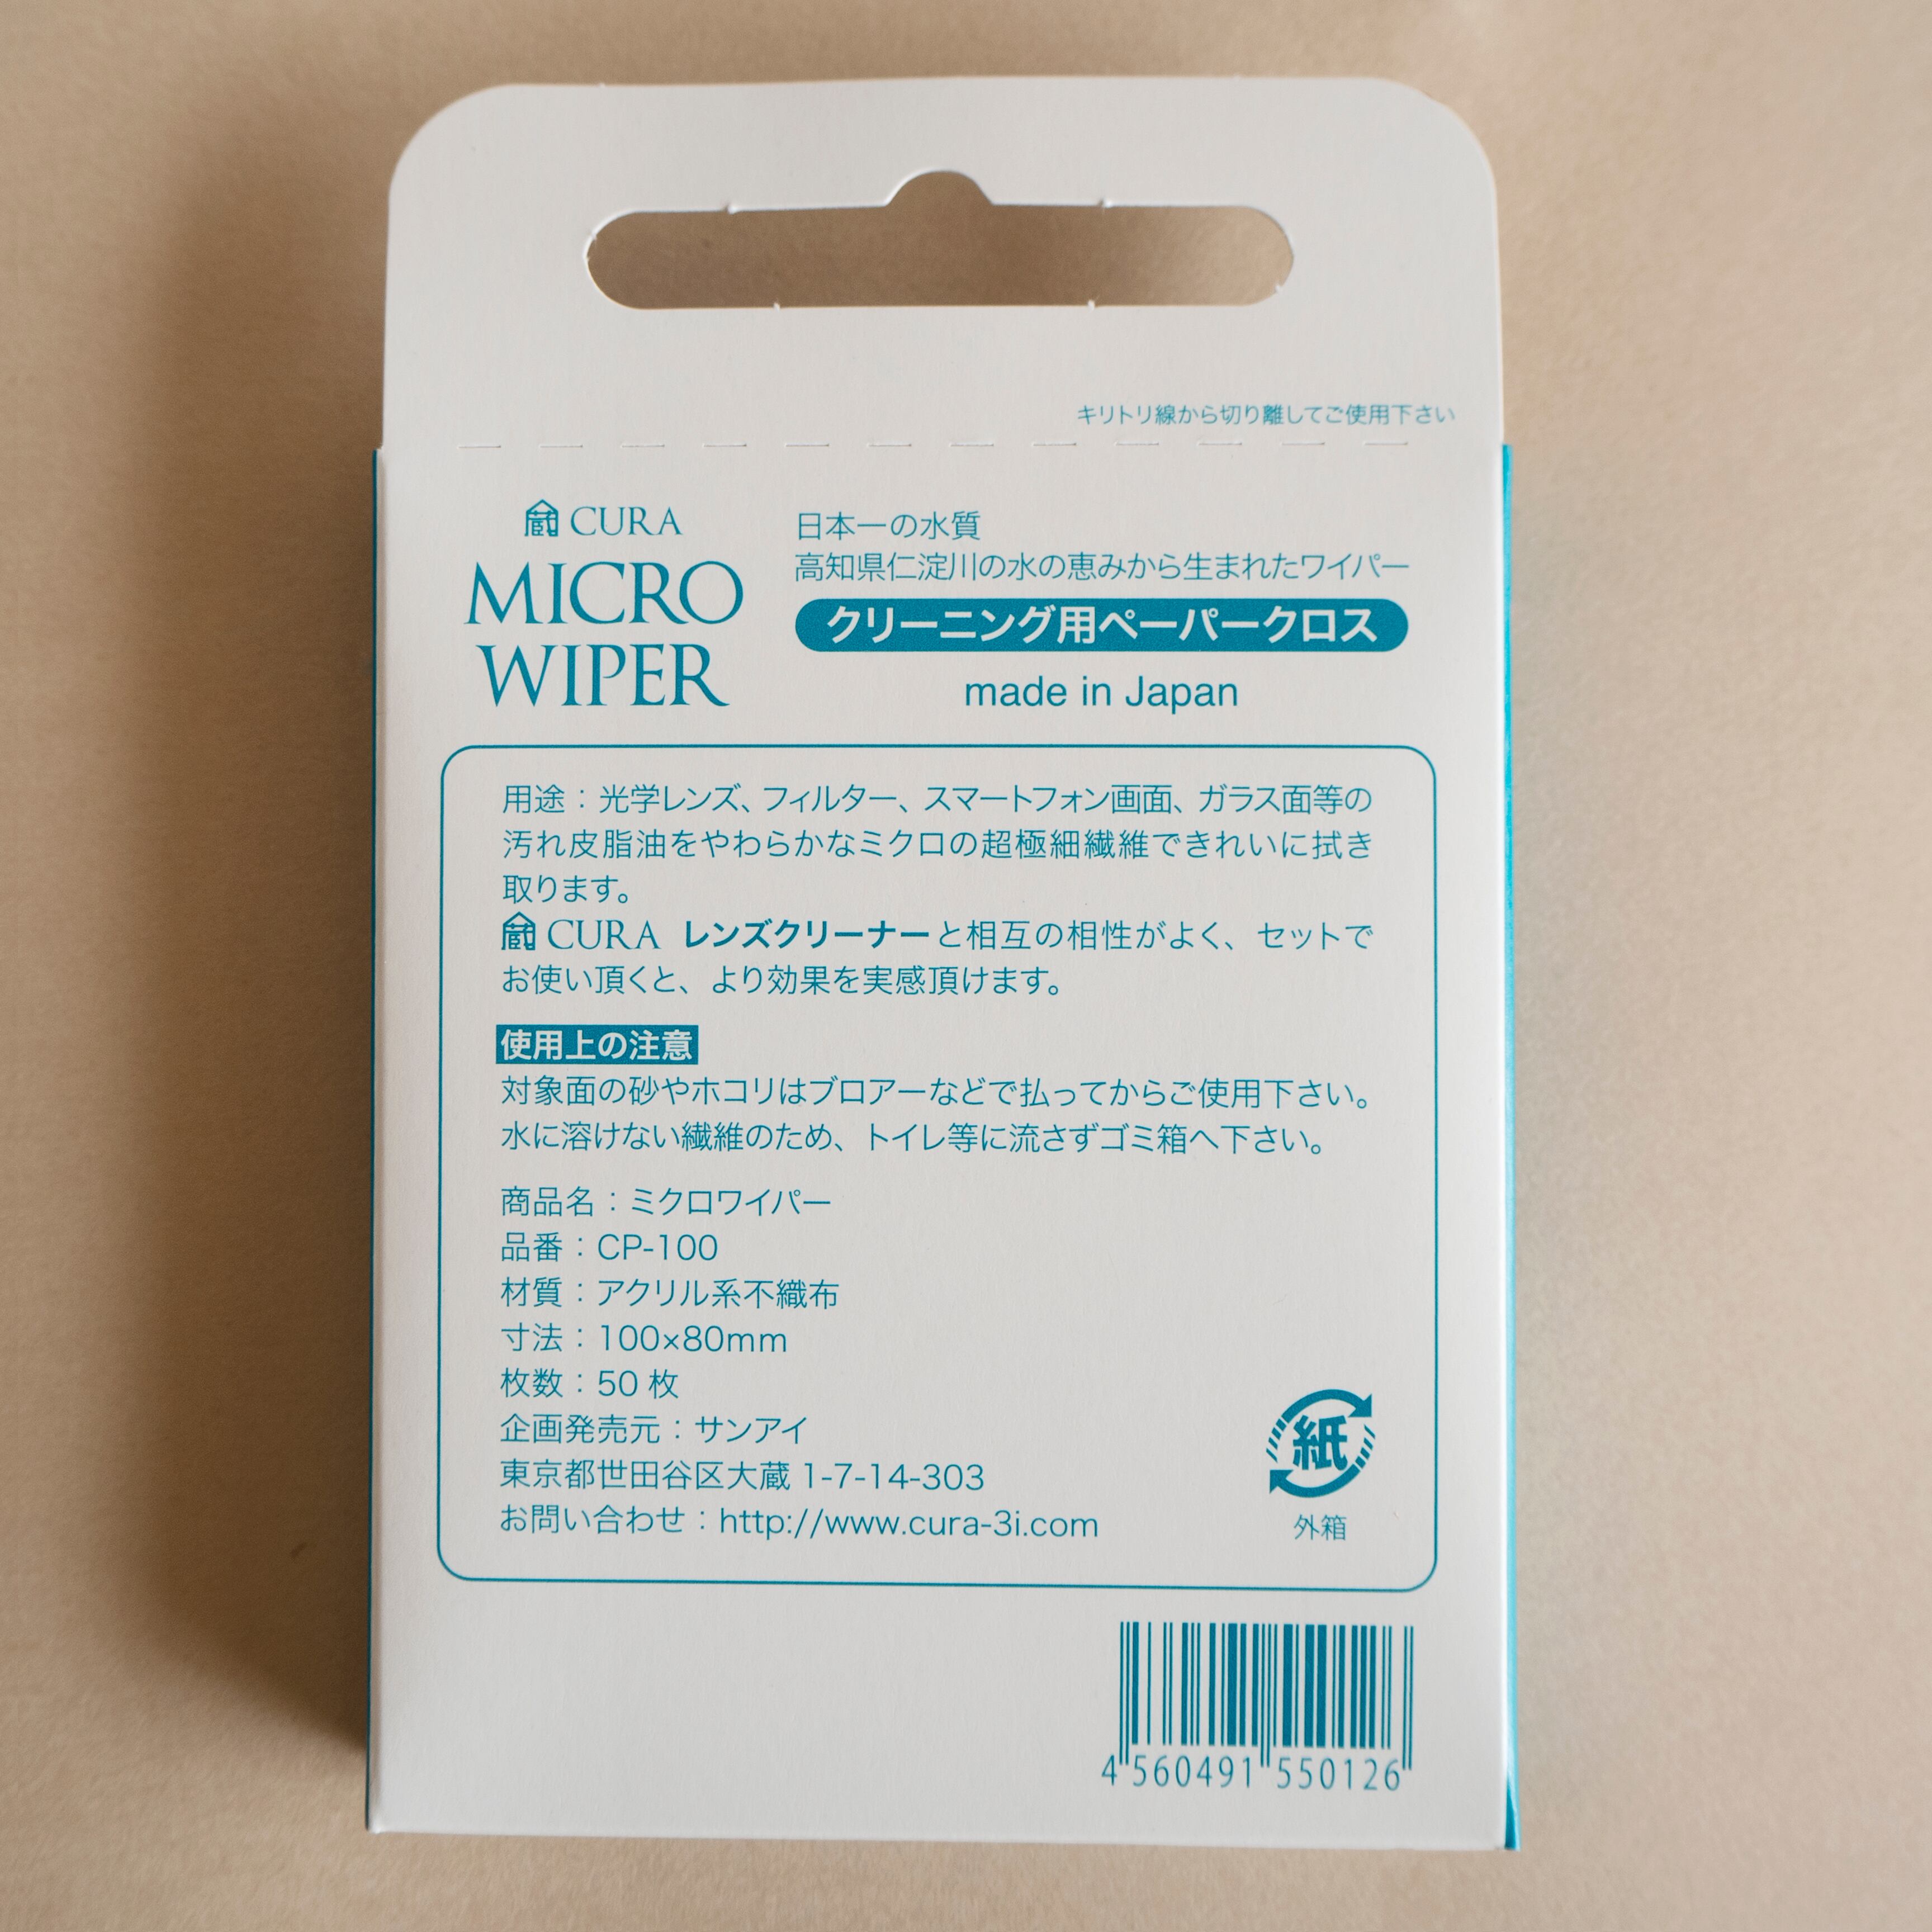 キリトリ線から切り離してご使用下さい
蔵 CURA
MICRO
WIPER
日本一の水質
高知県仁淀川の水の恵みから生まれたワイパー
クリーニング用ペーパークロス
made in Japan
用途：光学レンズ、フィルター、スマートフォン画面、ガラス面等の
汚れ皮脂油をやわらかなミクロの超極細繊維できれいに拭き
取ります。
蔵 CURA レンズクリーナーと相互の相性がよく、セットで
お使い頂くと、より効果を実感頂けます。
使用上の注意
対象面の砂やホコリはブロアーなどで払ってからご使用下さい。
水に溶けない繊維のため、トイレ等に流さずゴミ箱へ下さい。
商品名：ミクロワイパー
品番：CP-100
材質：アクリル系不織布
寸法：100×80mm
枚数：50 枚
企画発売元：サンアイ
東京都世田谷区大蔵 1-7-14-303
お問い合わせ：http://www.cura-3i.com
紙
外箱
4 560491 550126